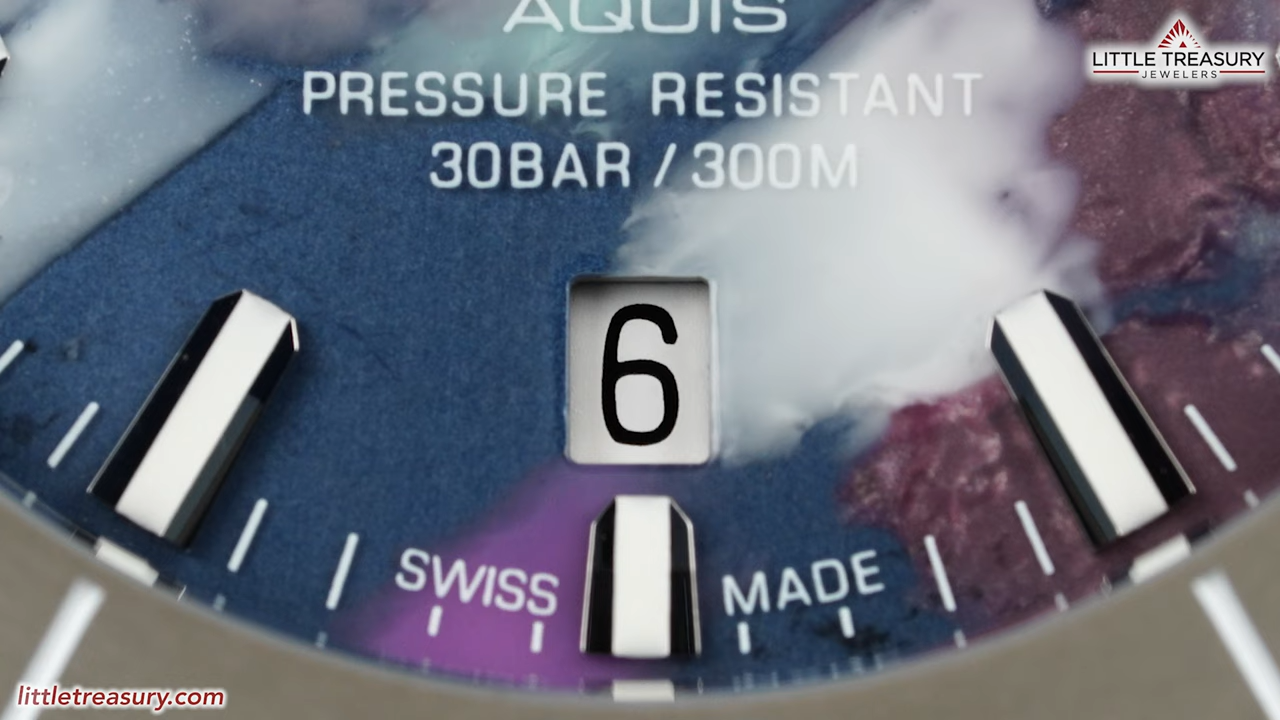 AQUIS
PRESSURE RESISTANT
30BAR / 300M
6
SWISS MADE
LITTLE TREASURY
JEWELERS
littletreasury.com